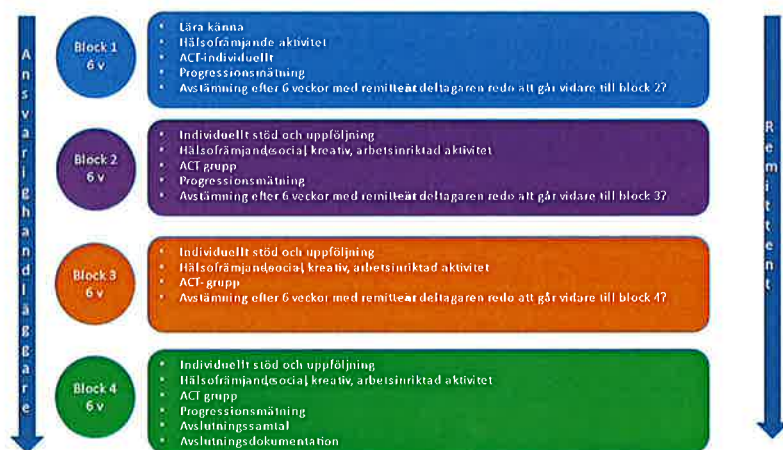 Ansvarighandläggare
Block 1
6 v
• Lära känna
• Hälsofrämjande aktivitet
• ACT-individuellt
• Progressionsmätning
• Avstämning efter 6 veckor med remittent är deltagaren redo att går vidare till block 2?
Block 2
6 v
• Individuellt stöd och uppföljning
• Hälsofrämjande, social, kreativ, arbetsinriktad aktivitet
• ACT grupp
• Progressionsmätning
• Avstämning efter 6 veckor med remittent är deltagaren redo att går vidare till block 3?
Block 3
6 v
• Individuellt stöd och uppföljning
• Hälsofrämjande, social, kreativ, arbetsinriktad aktivitet
• ACT- grupp
• Avstämning efter 6 veckor med remittent är deltagaren redo att går vidare till block 4?
Block 4
6 v
• Individuellt stöd och uppföljning
• Hälsofrämjande, social, kreativ, arbetsinriktad aktivitet
• ACT grupp
• Progressionsmätning
• Avslutningssamtal
• Avslutningsdokumentation
Remittent